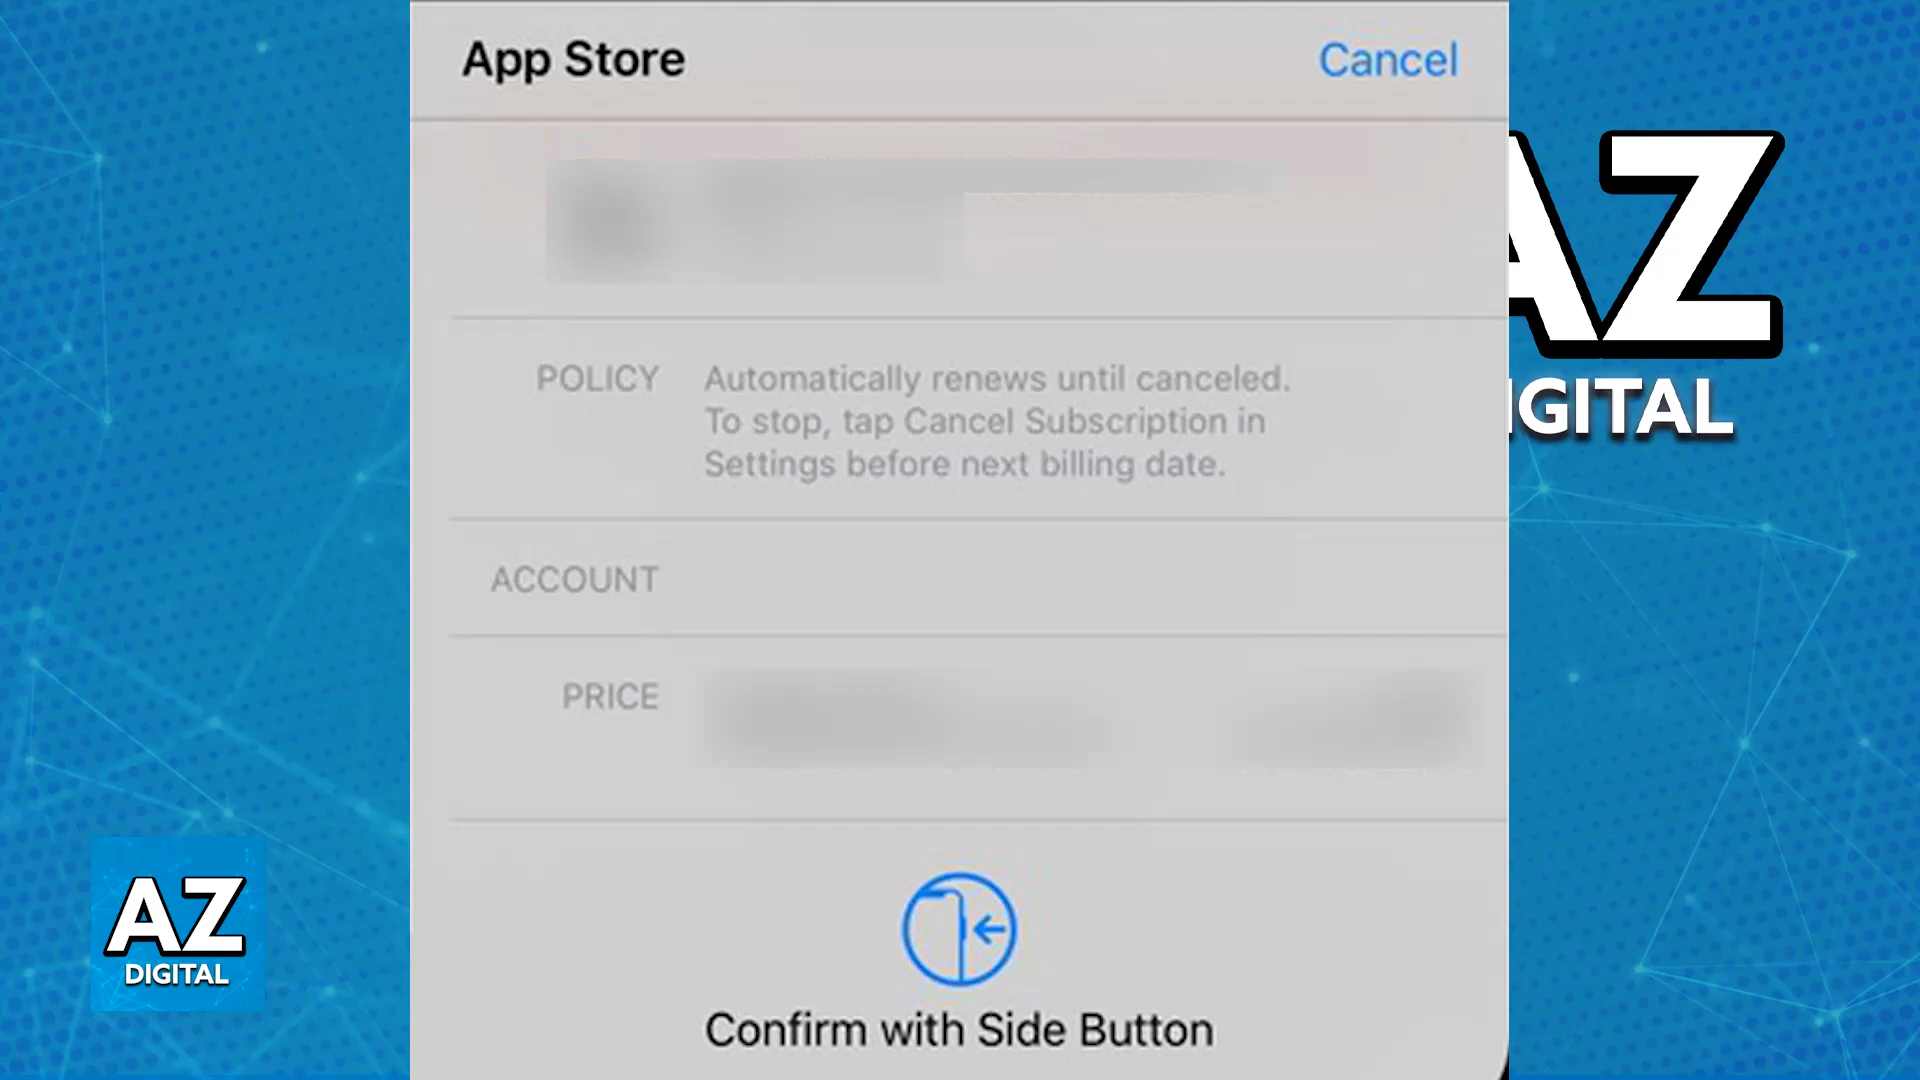 App Store
Cancel
POLICY
Automatically renews until canceled.
To stop, tap Cancel Subscription in
Settings before next billing date.
ACCOUNT
PRICE
Confirm with Side Button
AZ
DIGITAL
AZ
IGITAL